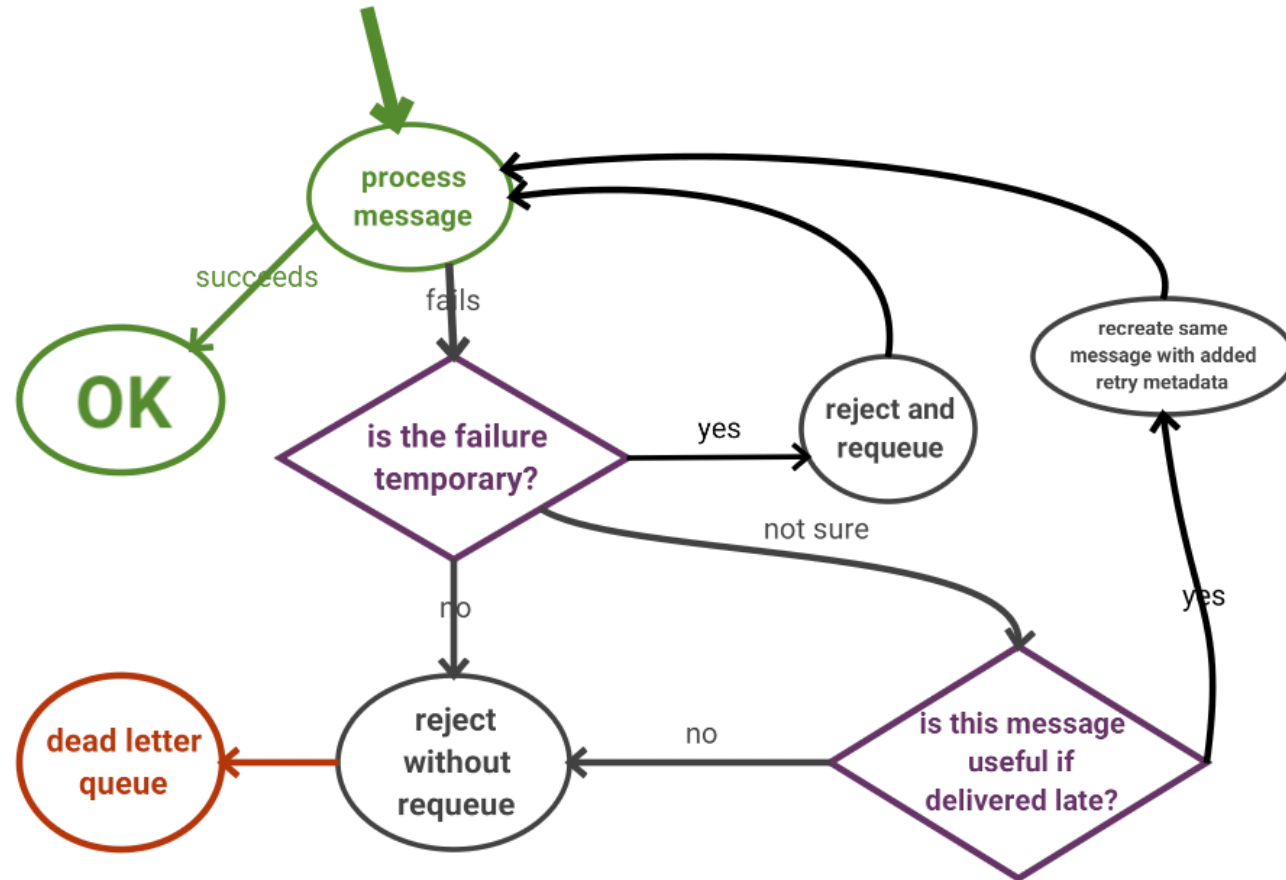 process
message
succeeds
fails
OK
is the failure
temporary?
yes
reject and
requeue
recreate same
message with added
retry metadata
not sure
no
yes
dead letter
queue
reject
without
requeue
no
is this message
useful if
delivered late?